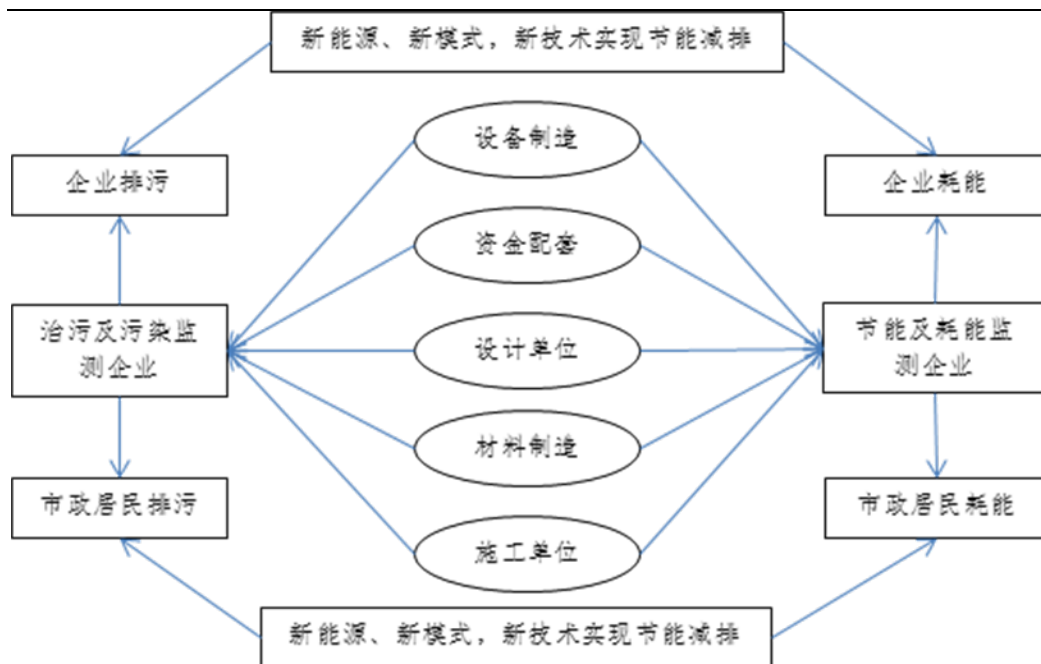 新能源、新模式，新技术实现节能减排
设备制造
企业排污
企业耗能
资金配套
治污及污染监
测企业
设计单位
节能及耗能监
测企业
材料制造
市政居民排污
市政居民耗能
施工单位
新能源、新模式，新技术实现节能减排